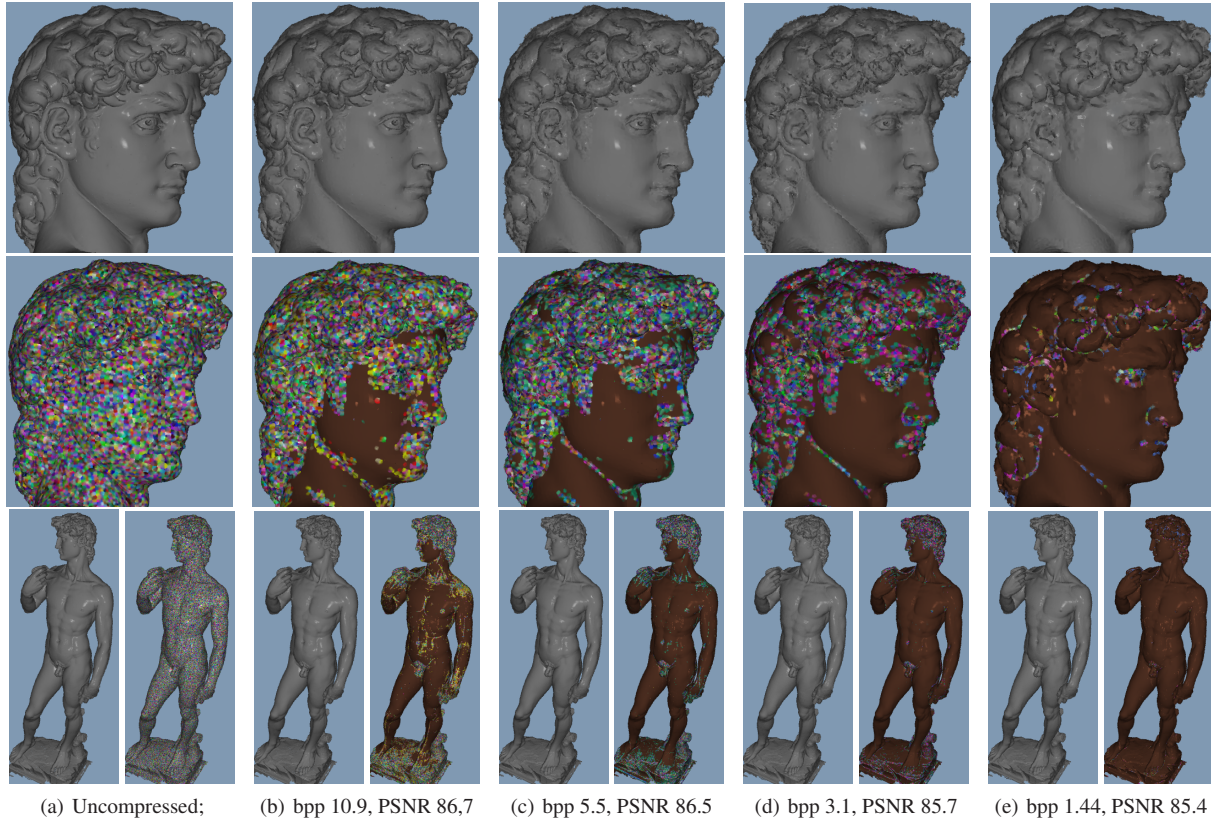 (a) Uncompressed;
(b) bpp 10.9, PSNR 86,7
(c) bpp 5.5, PSNR 86.5
(d) bpp 3.1, PSNR 85.7
(e) bpp 1.44, PSNR 85.4